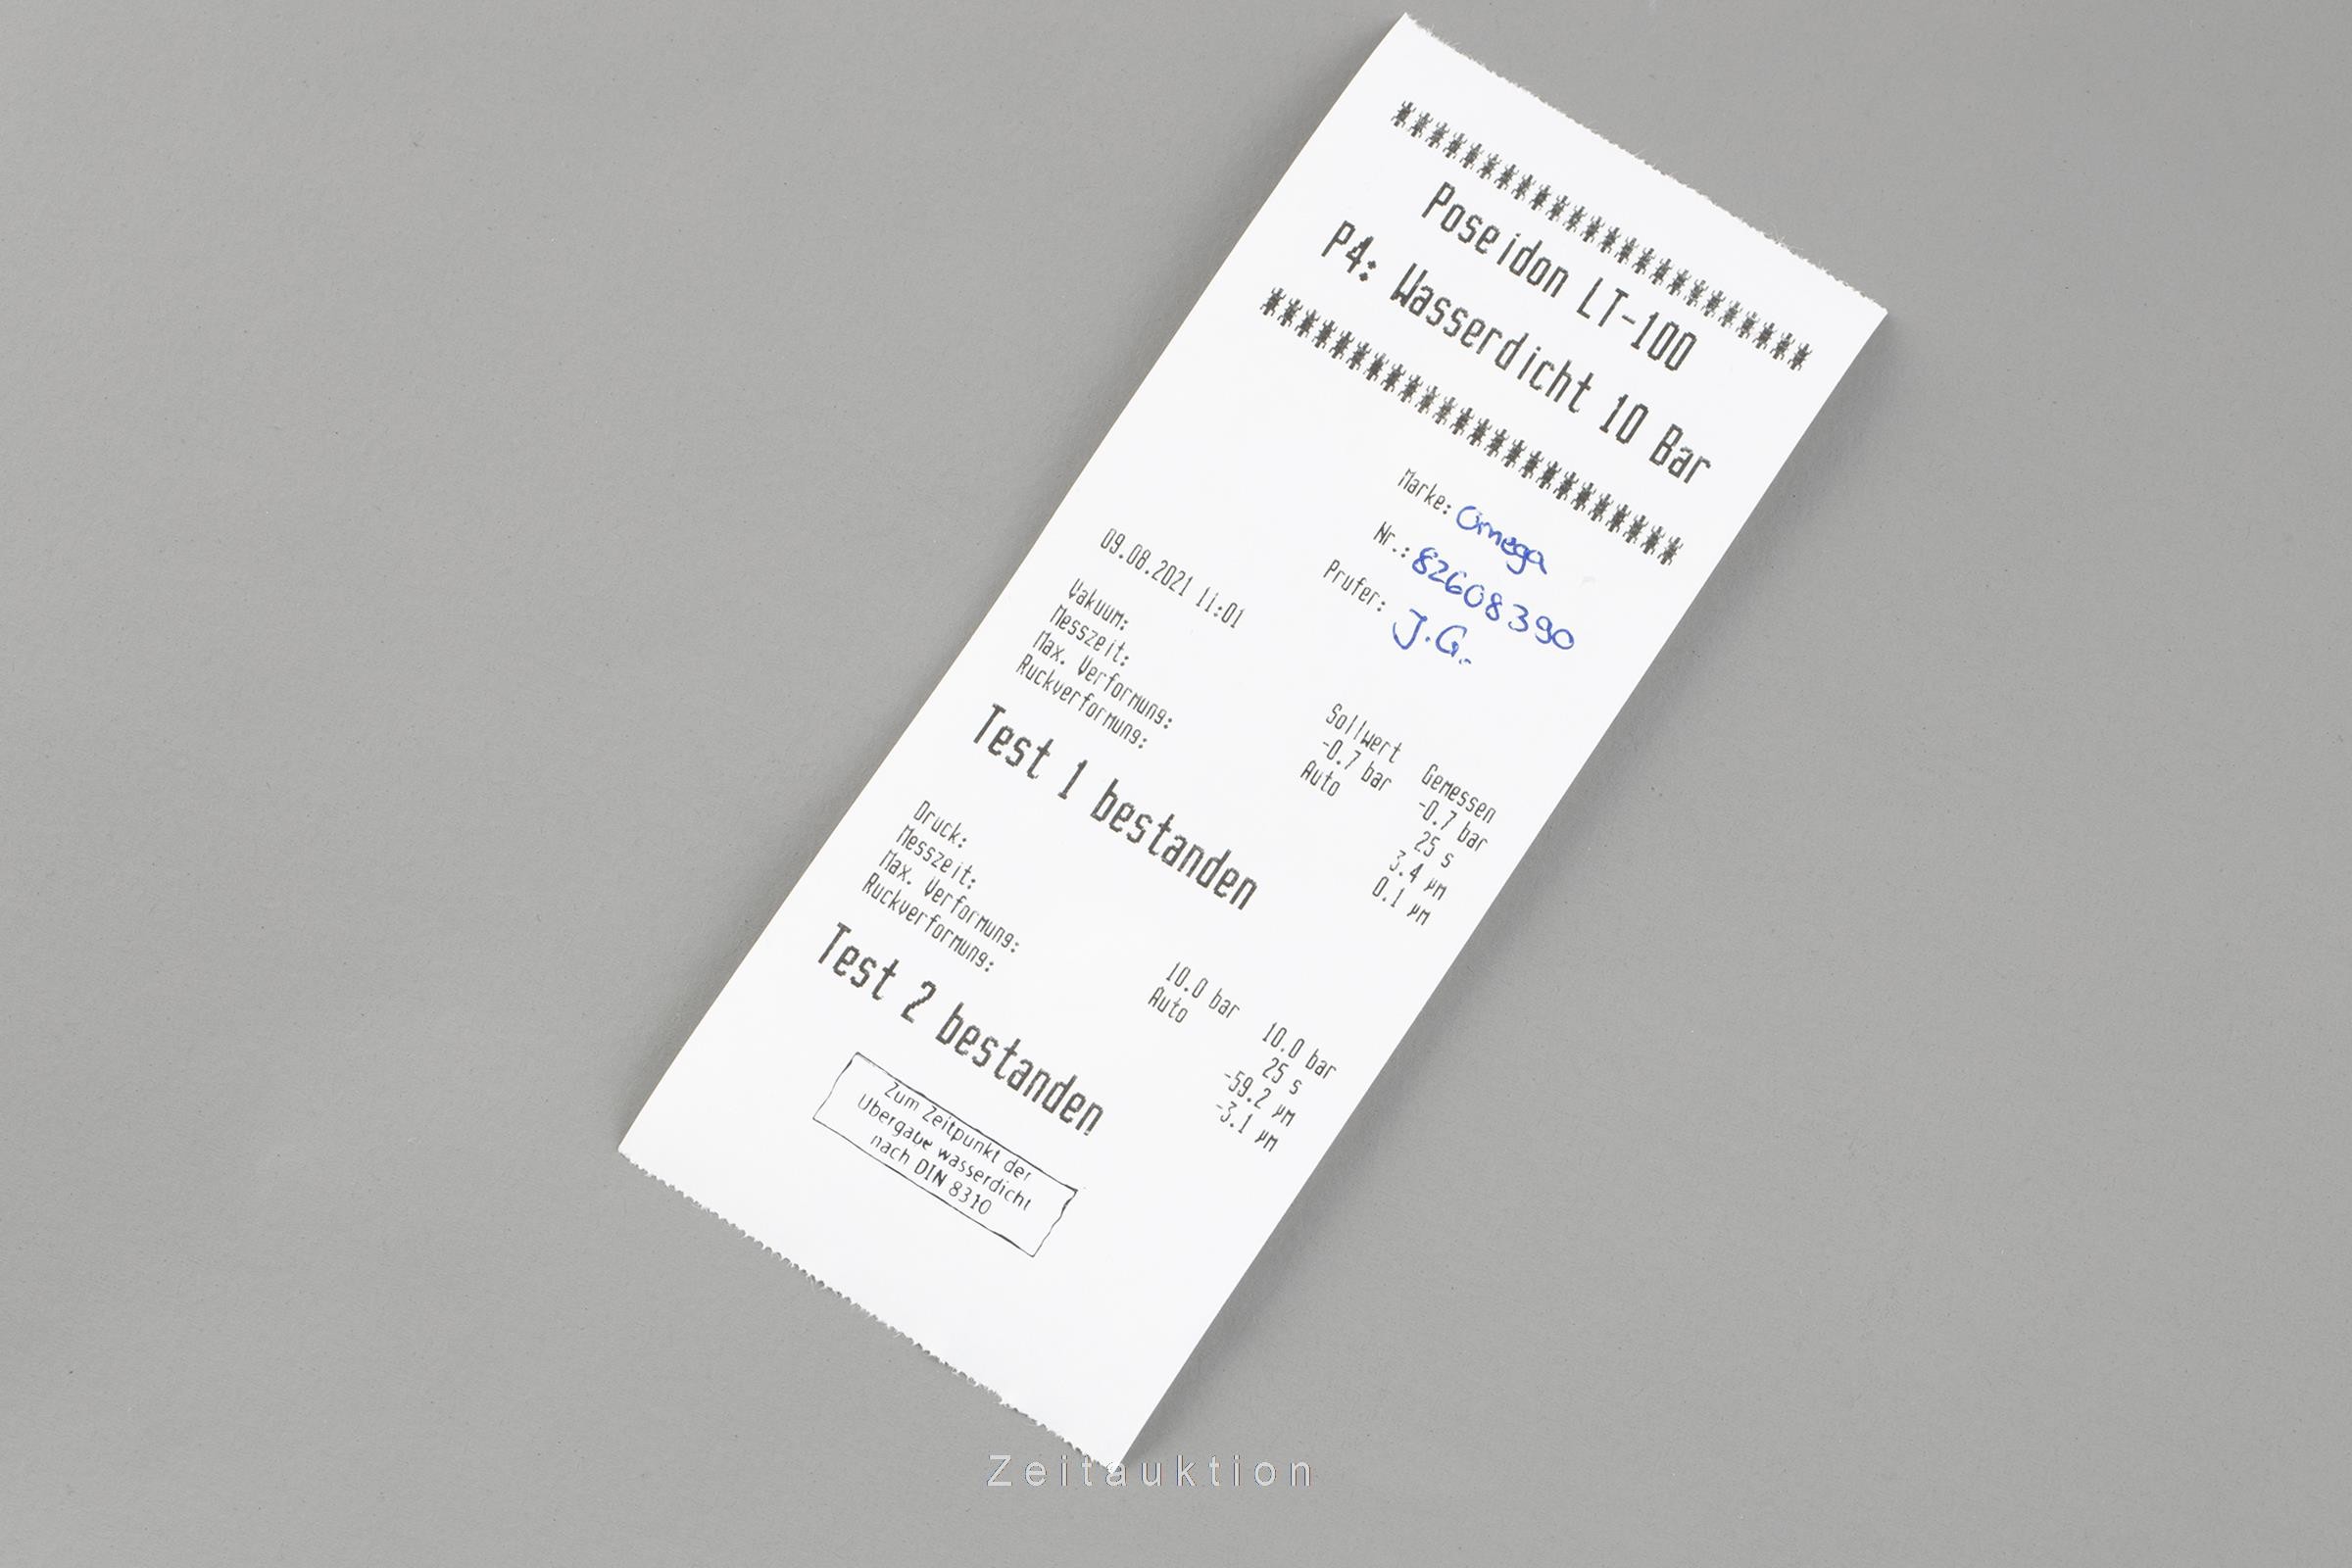 ************************
Poseidon LT-100
P4: Wasserdicht 10 Bar
************************
Marke: Omega
Nr.: 82608390
Prufer: J.G.
09.08.2021 11:01
Sollwert Gemessen
Vakuum: -0.7 bar -0.7 bar
Messzeit: Auto 25 s
Max. Verformung: 3.4 µm
Ruckverformung: 0.1 µm
Test 1 bestanden
Druck: 10.0 bar 10.0 bar
Messzeit: Auto 25 s
Max. Verformung: -59.2 µm
Ruckverformung: -3.1 µm
Test 2 bestanden
Zum Zeitpunkt der
Übergabe wasserdicht
nach DIN 8310
Zeitauktion